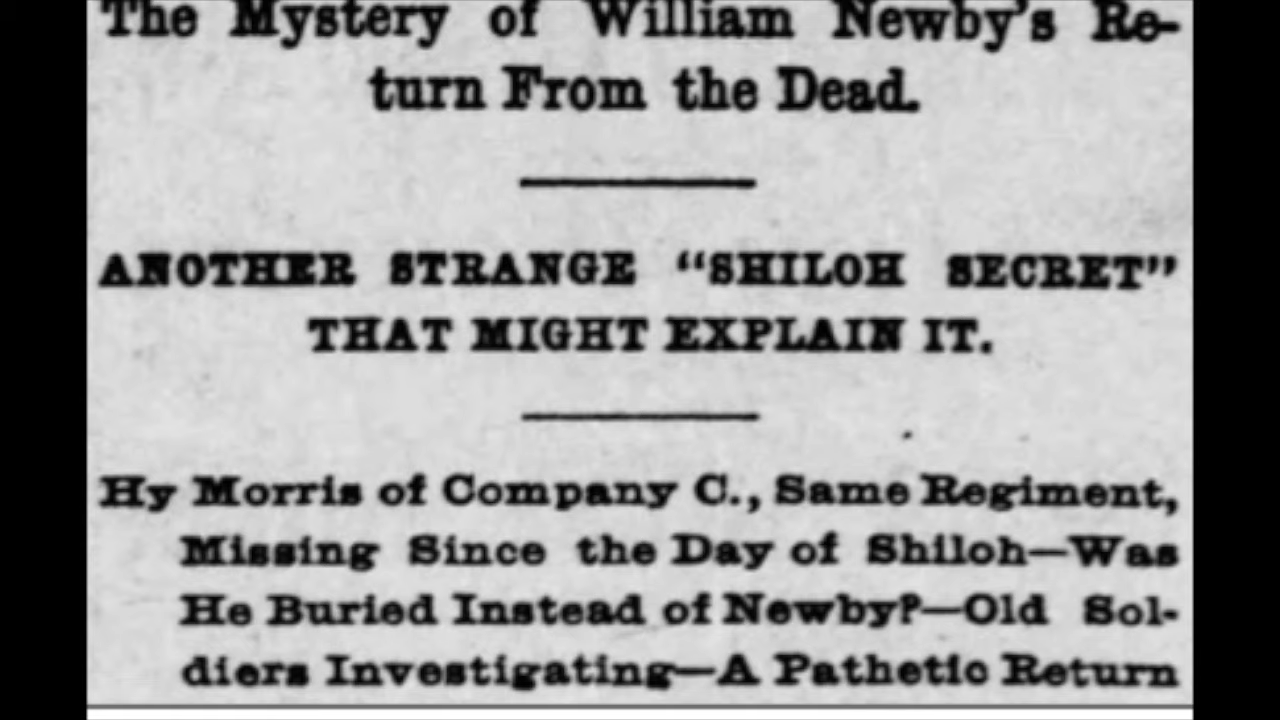 The Mystery of William Newby's Re-
turn From the Dead.
ANOTHER STRANGE "SHILOH SECRET"
THAT MIGHT EXPLAIN IT.
Hy Morris of Company C., Same Regiment,
Missing Since the Day of Shiloh—Was
He Buried Instead of Newby?—Old Sol-
diers Investigating—A Pathetic Return